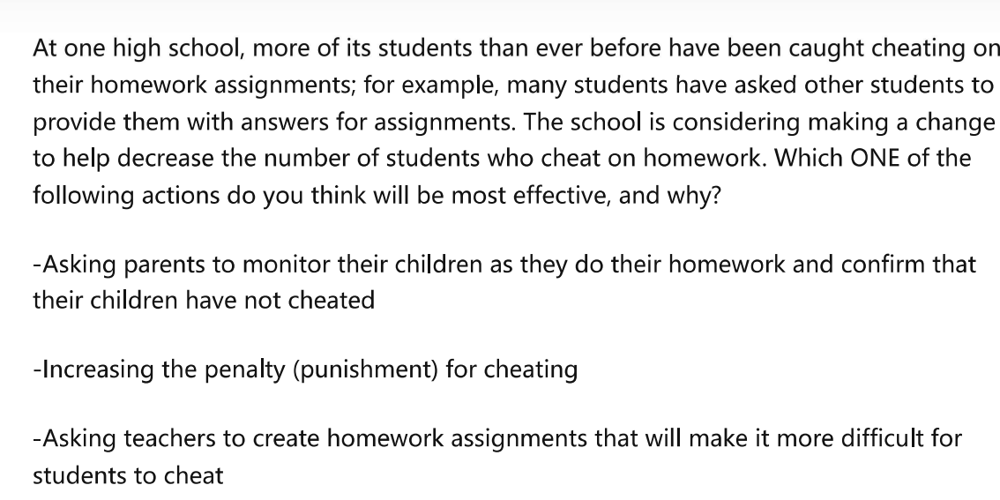 At one high school, more of its students than ever before have been caught cheating on
their homework assignments; for example, many students have asked other students to
provide them with answers for assignments. The school is considering making a change
to help decrease the number of students who cheat on homework. Which ONE of the
following actions do you think will be most effective, and why?
-Asking parents to monitor their children as they do their homework and confirm that
their children have not cheated
-Increasing the penalty (punishment) for cheating
-Asking teachers to create homework assignments that will make it more difficult for
students to cheat